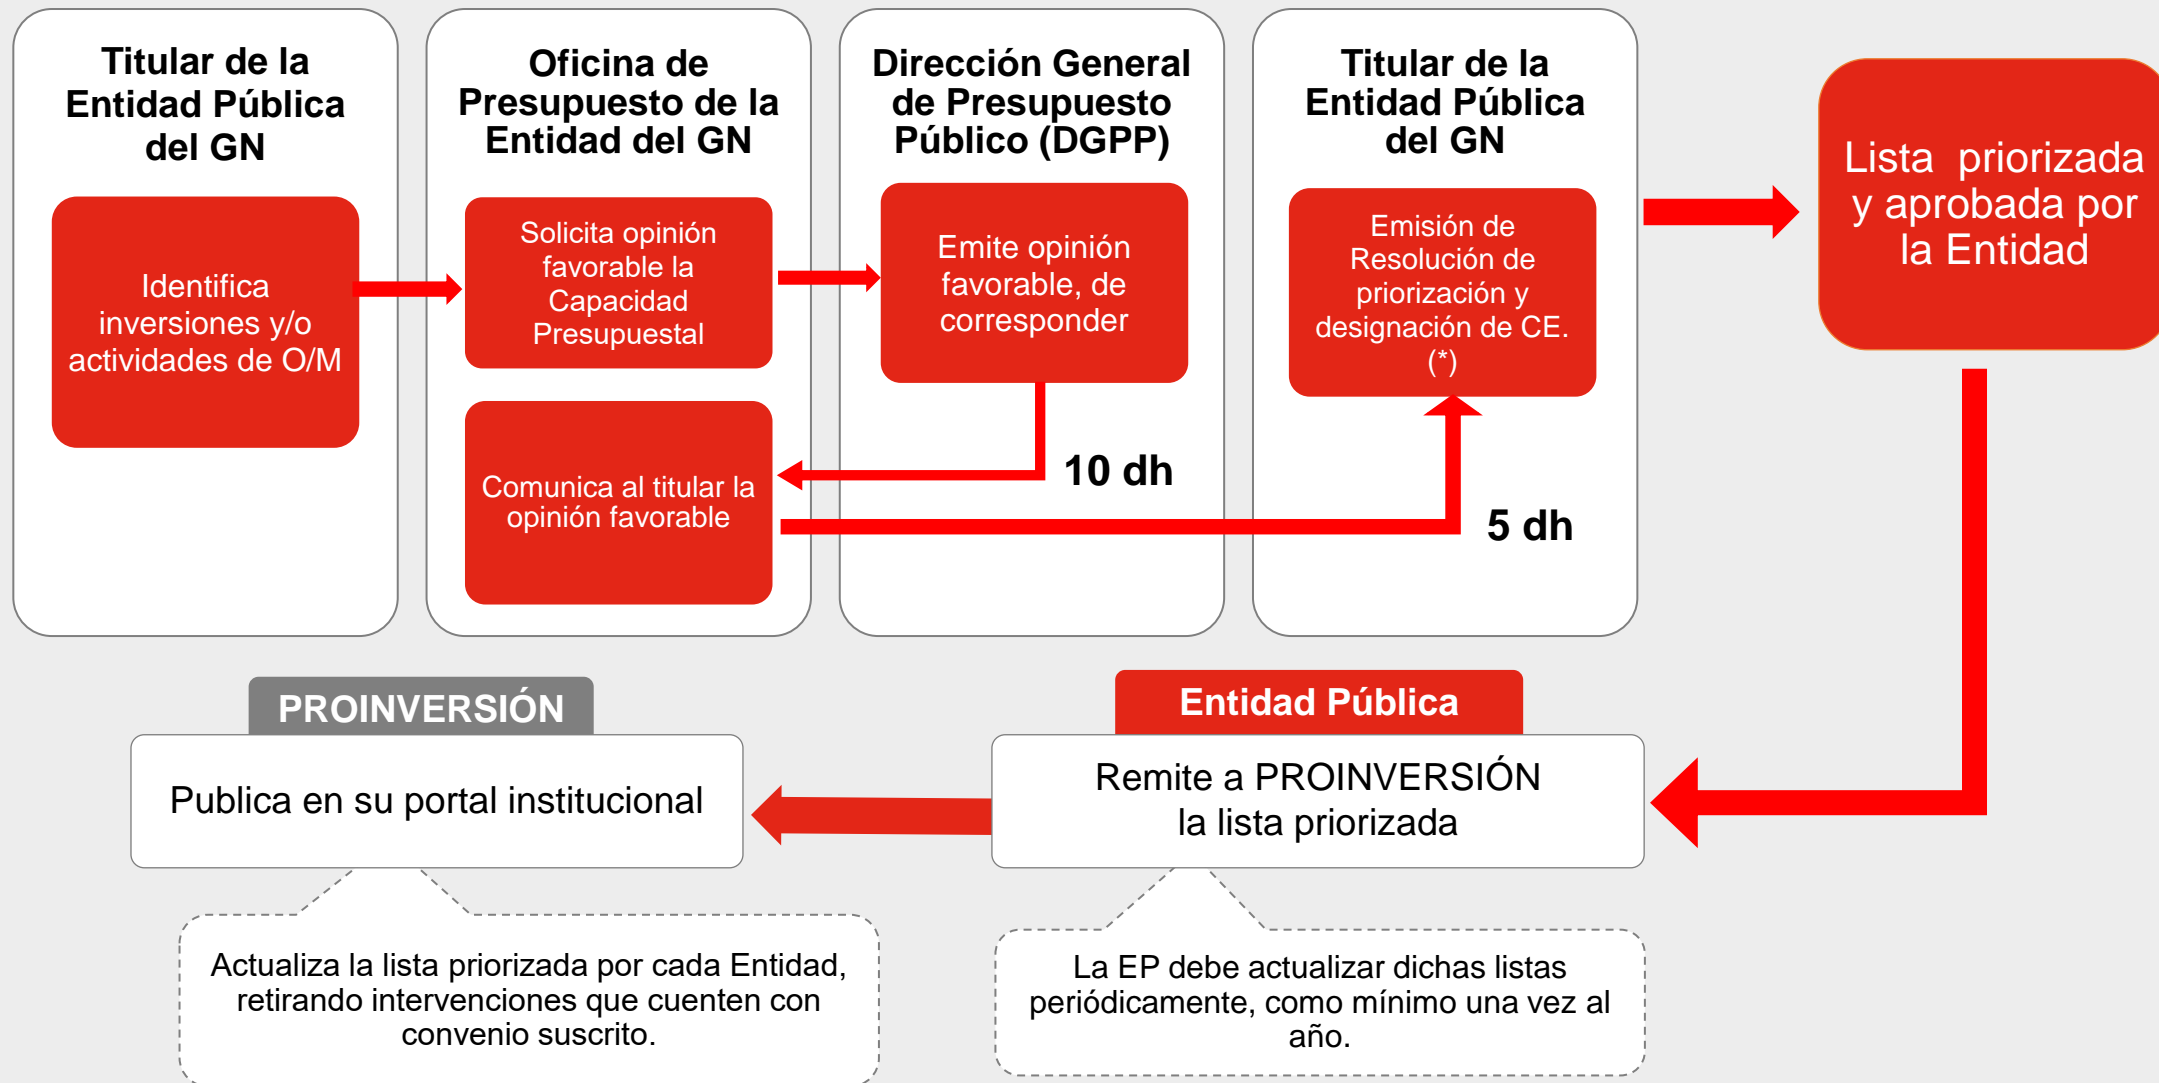 Titular de la
Entidad Pública
del GN
Identifica
inversiones y/o
actividades de O/M
Oficina de
Presupuesto de la
Entidad del GN
Solicita opinión
favorable la
Capacidad
Presupuestal
Comunica al titular la
opinión favorable
Dirección General
de Presupuesto
Público (DGPP)
Emite opinión
favorable, de
corresponder
10 dh
Titular de la
Entidad Pública
del GN
Emisión de
Resolución de
priorización y
designación de CE.
(*)
5 dh
Lista priorizada
y aprobada por
la Entidad
Entidad Pública
Remite a PROINVERSIÓN
la lista priorizada
La EP debe actualizar dichas listas
periódicamente, como mínimo una vez al
año.
PROINVERSIÓN
Publica en su portal institucional
Actualiza la lista priorizada por cada Entidad,
retirando intervenciones que cuenten con
convenio suscrito.